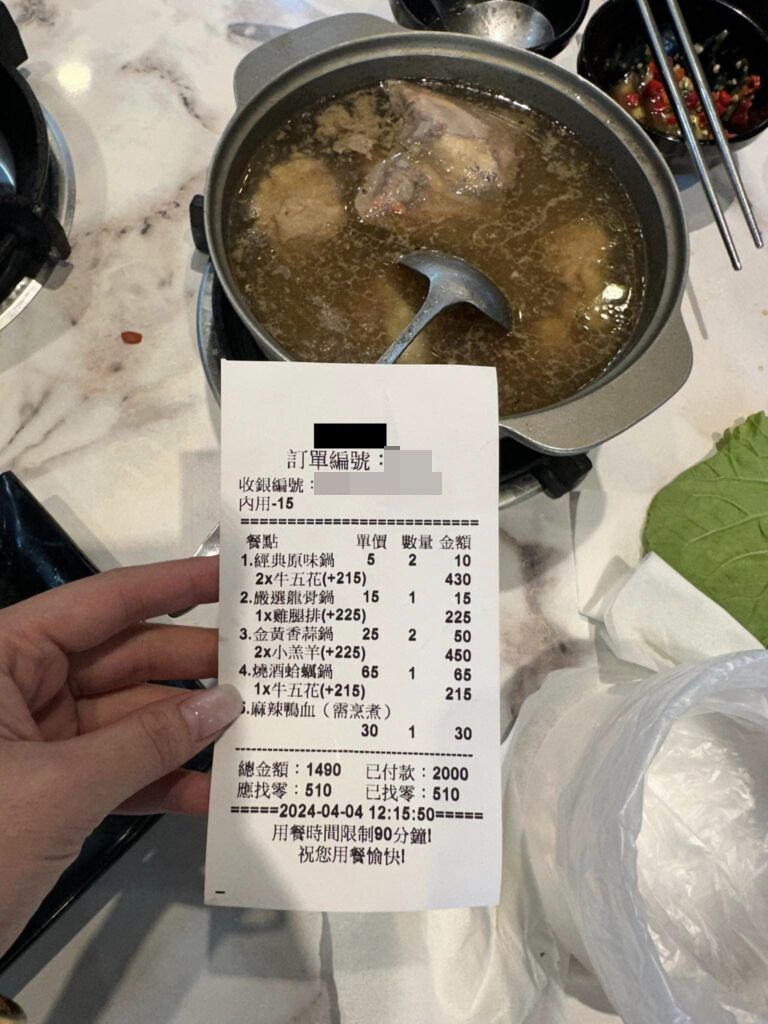 訂單編號：
收銀編號：
內用-15
==========================
餐點 單價 數量 金額
1.經典原味鍋 5 2 10
2x牛五花(+215) 430
2.嚴選龍骨鍋 15 1 15
1x雞腿排(+225) 225
3.金黃香蒜鍋 25 2 50
2x小羔羊(+225) 450
4.燒酒蛤蠣鍋 65 1 65
1x牛五花(+215) 215
5.麻辣鴨血（需烹煮）
30 1 30
--------------------------------------
總金額：1490 已付款：2000
應找零：510 已找零：510
=====2024-04-04 12:15:50=====
用餐時間限制90分鐘!
祝您用餐愉快!